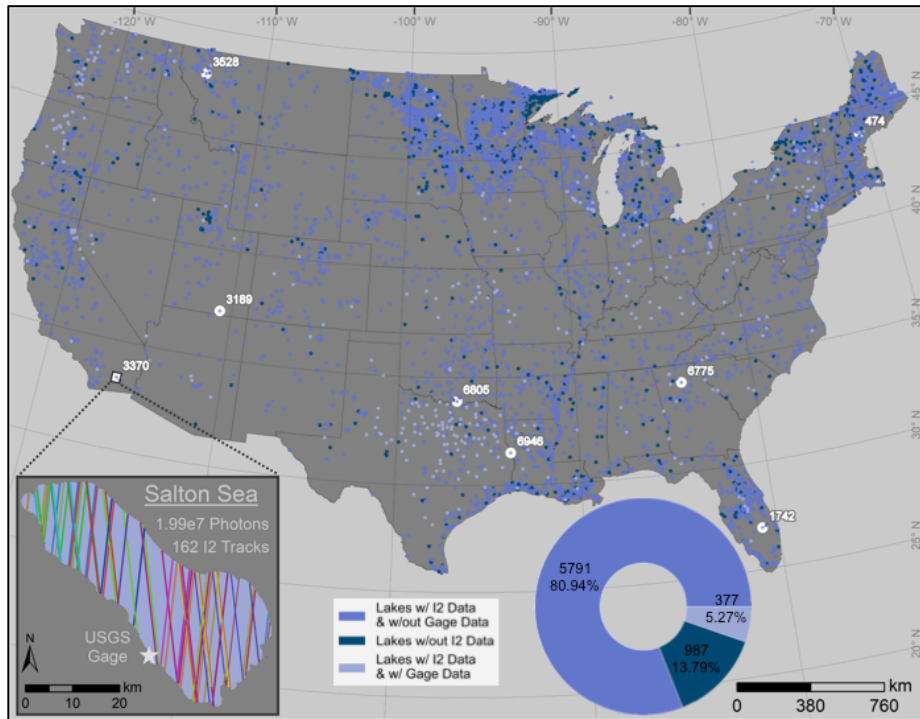 -120° W
-110° W
-100° W
-90° W
-80° W
-70° W
3528
45° N
474
40° N
3189
35° N
3370
6805
6775
30° N
6946
1742
25° N
20° N
Salton Sea
1.99e7 Photons
162 I2 Tracks
USGS
Gage
N
km
0 10 20
Lakes w/ I2 Data
& w/out Gage Data
Lakes w/out I2 Data
Lakes w/ I2 Data
& w/ Gage Data
5791
80.94%
377
5.27%
987
13.79%
km
0 380 760